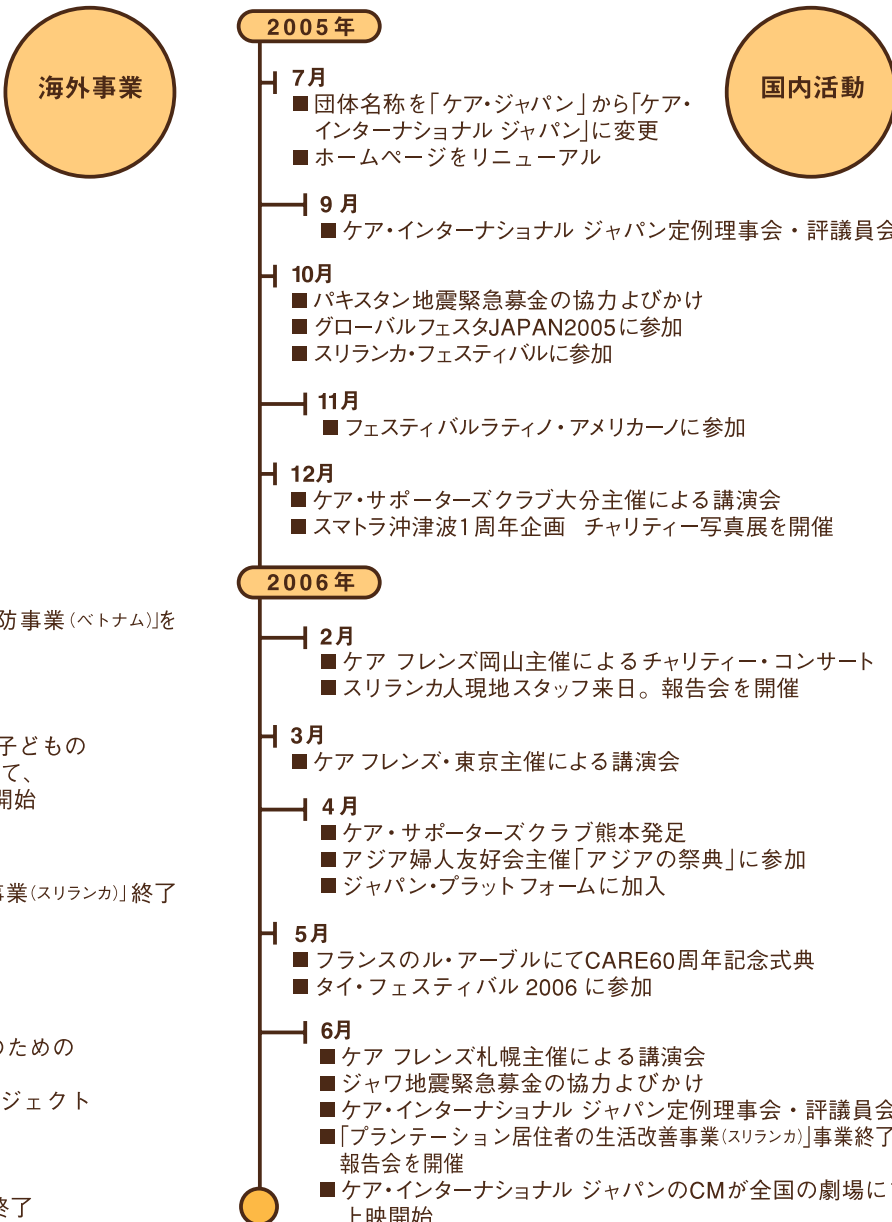 海外事業
2005年
国内活動
7月
■団体名称を「ケア・ジャパン」から「ケア・
インターナショナル ジャパン」に変更
■ホームページをリニューアル
9月
■ケア・インターナショナル ジャパン定例理事会・評議員会
10月
■パキスタン地震緊急募金の協力よびかけ
■グローバルフェスタJAPAN2005に参加
■スリランカ・フェスティバルに参加
11月
■フェスティバルラティノ・アメリカーノに参加
12月
■ケア・サポーターズクラブ大分主催による講演会
■スマトラ沖津波1周年企画 チャリティー写真展を開催
2006年
防事業(ベトナム)」を
2月
■ケア フレンズ岡山主催によるチャリティー・コンサート
■スリランカ人現地スタッフ来日。報告会を開催
子どもの
て、
開始
3月
■ケア フレンズ・東京主催による講演会
4月
■ケア・サポーターズクラブ熊本発足
■アジア婦人友好会主催「アジアの祭典」に参加
■ジャパン・プラットフォームに加入
事業(スリランカ)」終了
5月
■フランスのル・アーブルにてCARE60周年記念式典
■タイ・フェスティバル 2006 に参加
のための
ジェクト
終了
6月
■ケア フレンズ札幌主催による講演会
■ジャワ地震緊急募金の協力よびかけ
■ケア・インターナショナル ジャパン定例理事会・評議員会
■「プランテーション居住者の生活改善事業(スリランカ)」事業終了
報告会を開催
■ケア・インターナショナル ジャパンのCMが全国の劇場に
上映開始